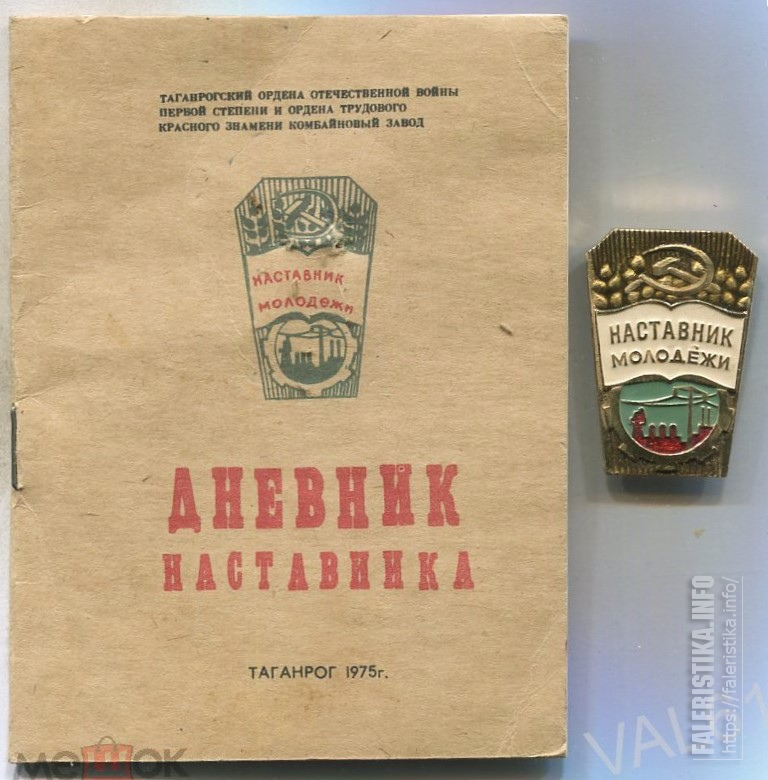 ТАГАНРОГСКИЙ ОРДЕНА ОТЕЧЕСТВЕННОЙ ВОЙНЫ
ПЕРВОЙ СТЕПЕНИ И ОРДЕНА ТРУДОВОГО
КРАСНОГО ЗНАМЕНИ КОМБАЙНОВЫЙ ЗАВОД
НАСТАВНИК
МОЛОДЕЖИ
ДНЕВНИК
НАСТАВНИКА
ТАГАНРОГ 1975г.
НАСТАВНИК
МОЛОДЁЖИ
FALERISTIKA.INFO
https://faleristika.info/
мешок